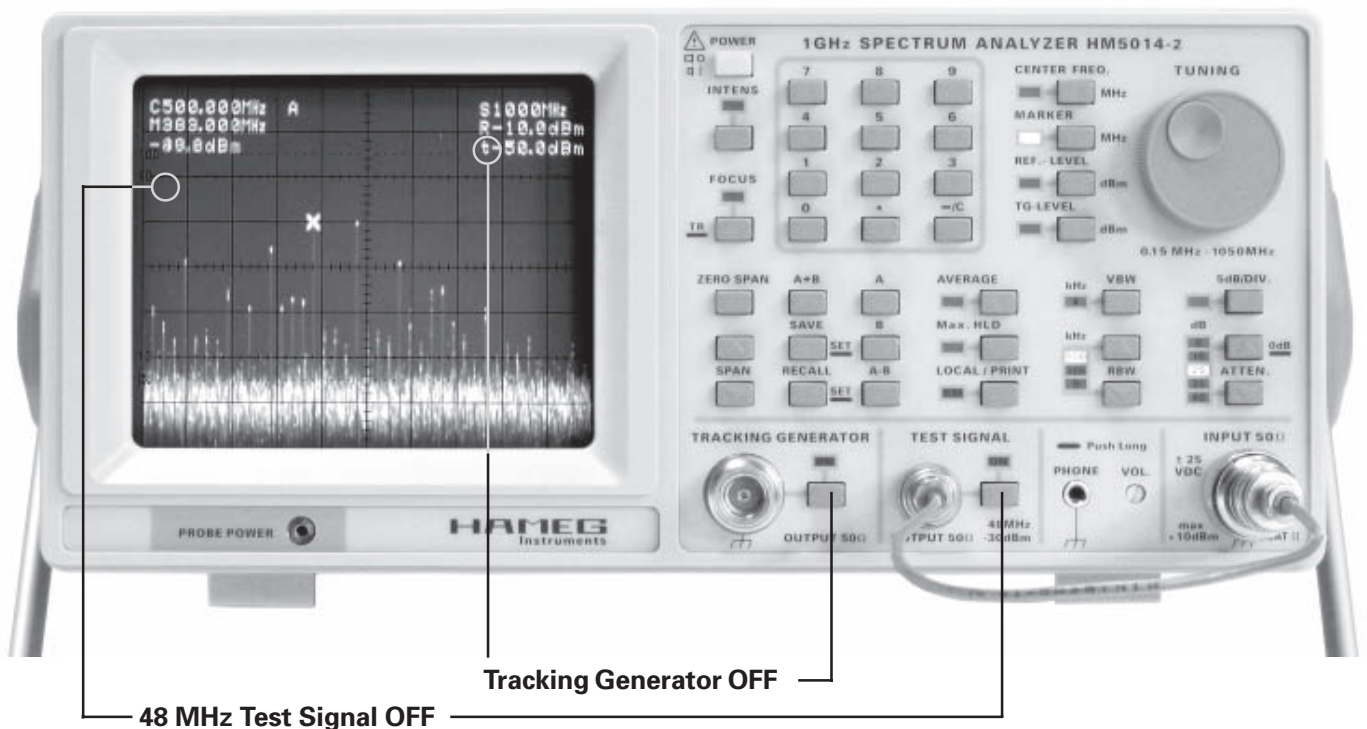 POWER
1GHz SPECTRUM ANALYZER HM5014-2
INTENS
FOCUS
TR
7 8 9
4 5 6
1 2 3
0 • −/C
CENTER FREQ.
MHz
MARKER
MHz
REF.-LEVEL
dBm
TG-LEVEL
dBm
TUNING
0.15 MHz - 1050MHz
C500.000MHz A S1000MHz
M383.000MHz R-10.0dBm
t-50.0dBm
ZERO SPAN A+B A
SAVE B
SET
SPAN RECALL A-B
SET
AVERAGE
Max. HLD
LOCAL / PRINT
kHz VBW
kHz
RBW
5dB/DIV.
dB
0dB
ATTEN.
TRACKING GENERATOR
ON
OUTPUT 50Ω
TEST SIGNAL
ON
48MHz
-30dBm
Push Long
PHONE VOL.
INPUT 50Ω
± 25
VDC
max
+10dBm
PROBE POWER
HAMEG
Instruments
Tracking Generator OFF
48 MHz Test Signal OFF